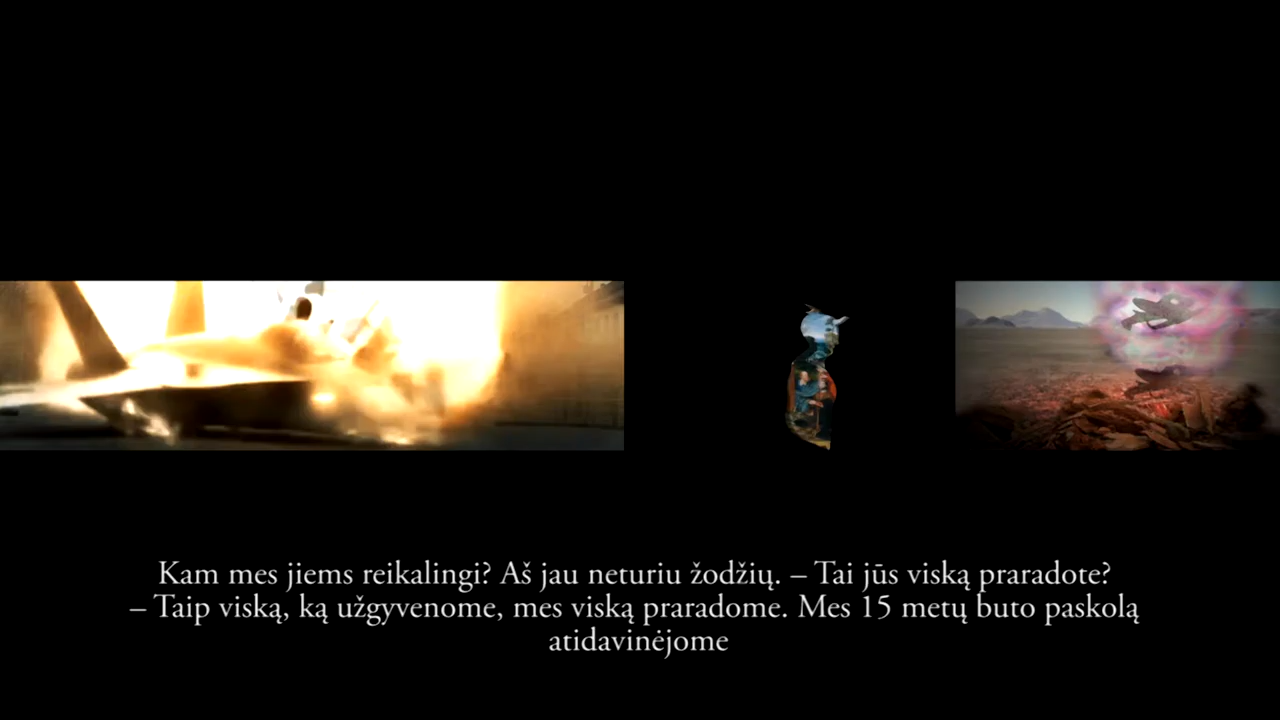 Kam mes jiems reikalingi? Aš jau neturiu žodžių. – Tai jūs viską praradote?
– Taip viską, ką užgyvenome, mes viską praradome. Mes 15 metų buto paskolą
atidavinėjome